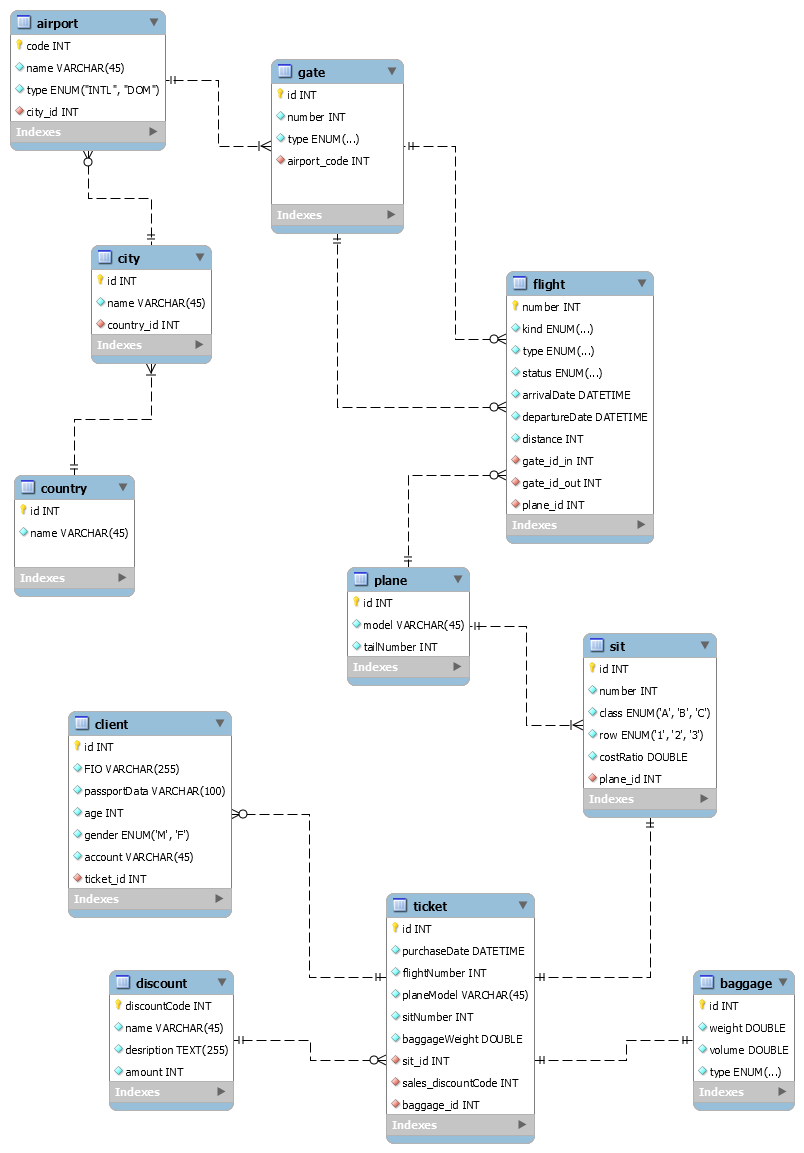 airport
code INT
name VARCHAR(45)
type ENUM("INTL", "DOM")
city_id INT
Indexes
gate
id INT
number INT
type ENUM(...)
airport_code INT
Indexes
city
id INT
name VARCHAR(45)
country_id INT
Indexes
flight
number INT
kind ENUM(...)
type ENUM(...)
status ENUM(...)
arrivalDate DATETIME
departureDate DATETIME
distance INT
gate_id_in INT
gate_id_out INT
plane_id INT
Indexes
country
id INT
name VARCHAR(45)
Indexes
plane
id INT
model VARCHAR(45)
tailNumber INT
Indexes
sit
id INT
number INT
class ENUM('A', 'B', 'C')
row ENUM('1', '2', '3')
costRatio DOUBLE
plane_id INT
Indexes
client
id INT
FIO VARCHAR(255)
passportData VARCHAR(100)
age INT
gender ENUM('M', 'F')
account VARCHAR(45)
ticket_id INT
Indexes
ticket
id INT
purchaseDate DATETIME
flightNumber INT
planeModel VARCHAR(45)
sitNumber INT
baggageWeight DOUBLE
sit_id INT
sales_discountCode INT
baggage_id INT
Indexes
discount
discountCode INT
name VARCHAR(45)
desription TEXT(255)
amount INT
Indexes
baggage
id INT
weight DOUBLE
volume DOUBLE
type ENUM(...)
Indexes